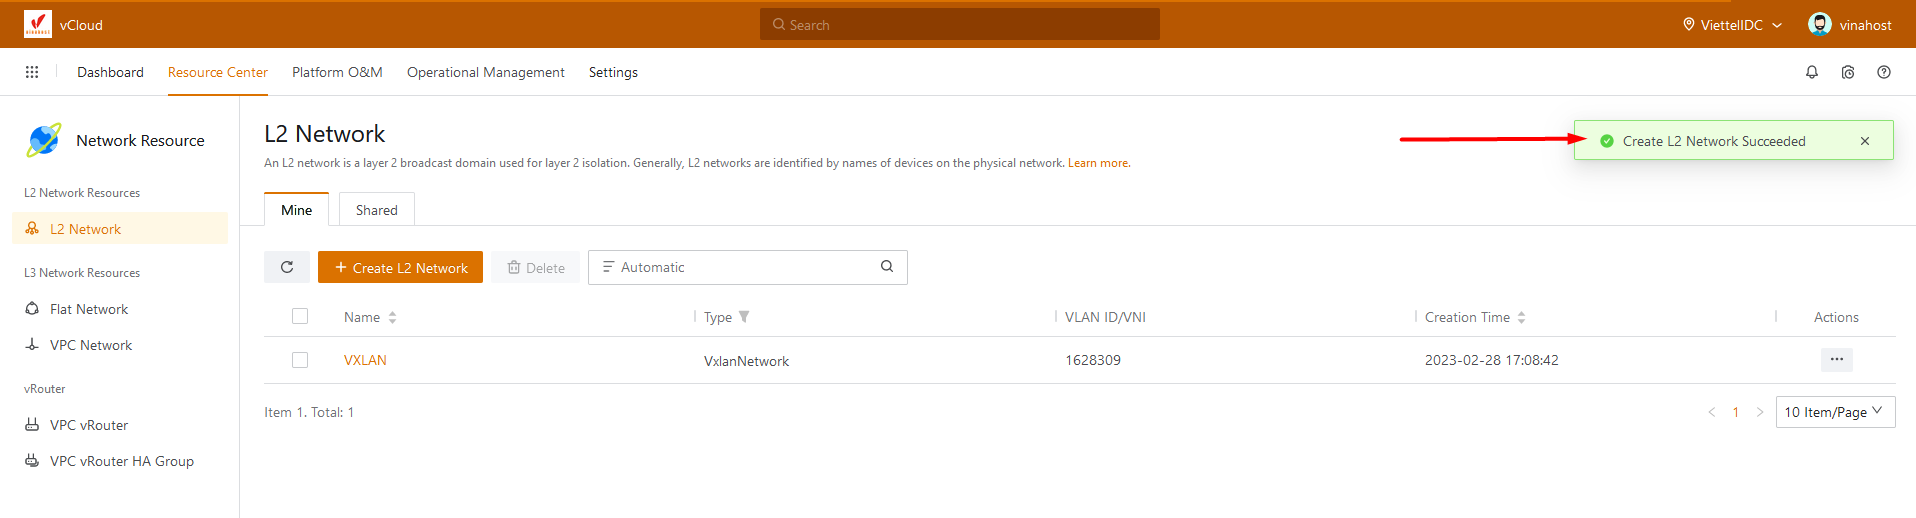 VINAHOST
vCloud
Search
ViettelIDC
vinahost
Dashboard
Resource Center
Platform O&M
Operational Management
Settings
Network Resource
L2 Network Resources
L2 Network
L3 Network Resources
Flat Network
VPC Network
vRouter
VPC vRouter
VPC vRouter HA Group
L2 Network
An L2 network is a layer 2 broadcast domain used for layer 2 isolation. Generally, L2 networks are identified by names of devices on the physical network. Learn more.
Create L2 Network Succeeded
Mine
Shared
+ Create L2 Network
Delete
Automatic
Name
Type
VLAN ID/VNI
Creation Time
Actions
VXLAN
VxlanNetwork
1628309
2023-02-28 17:08:42
Item 1. Total: 1
1
10 Item/Page